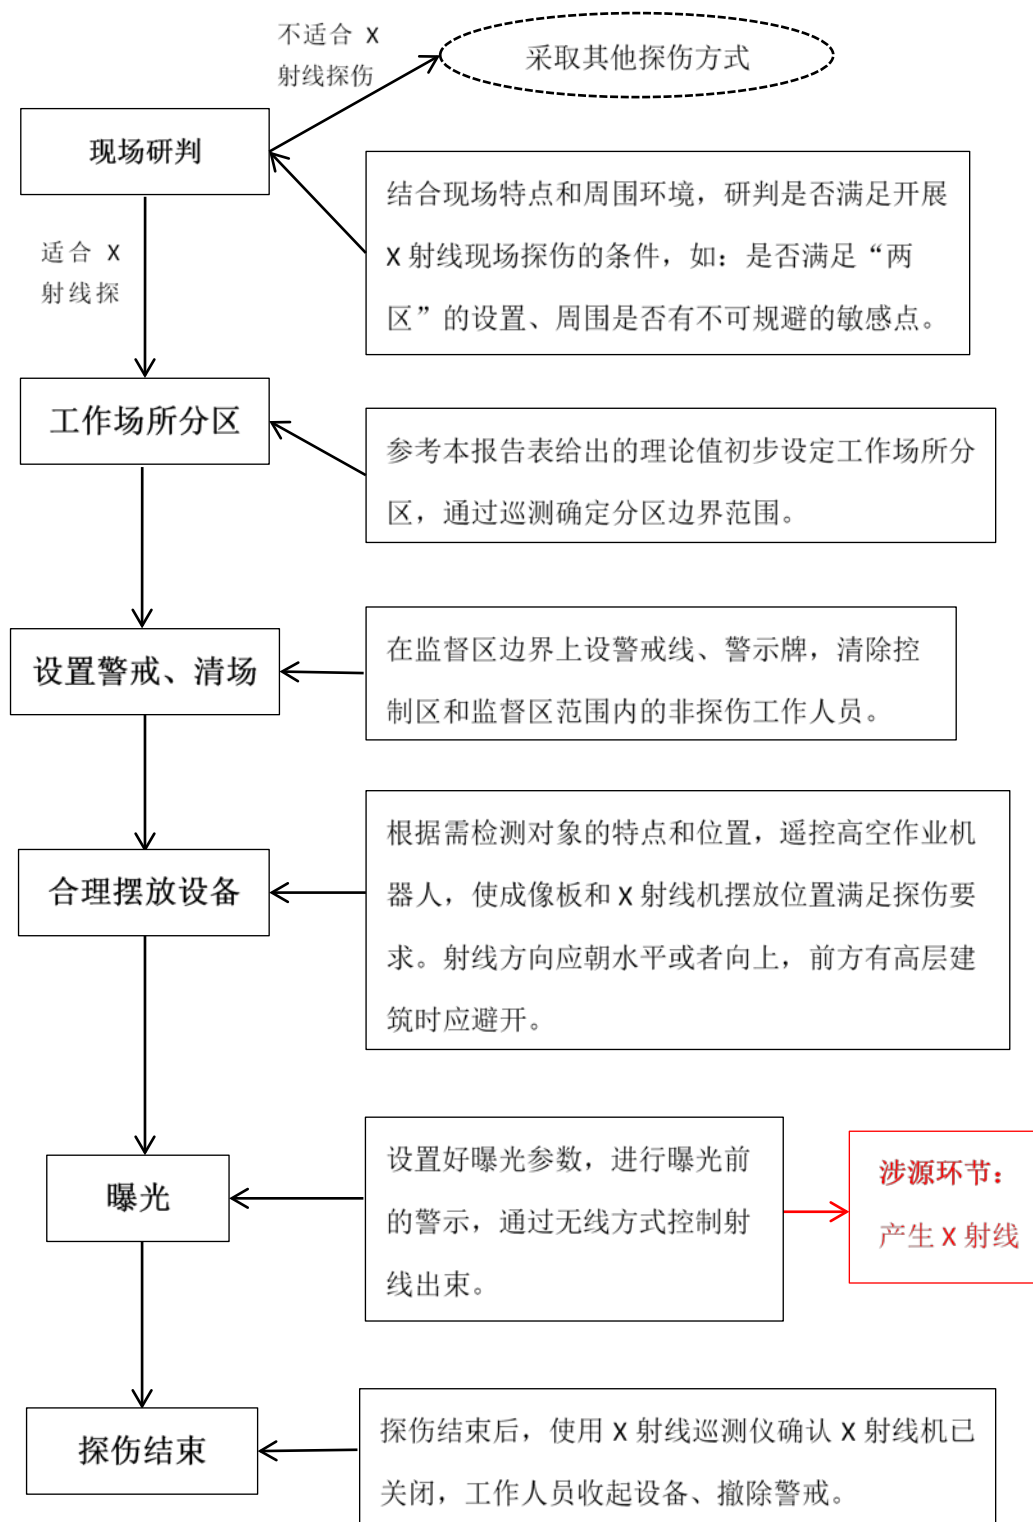 不适合 X
射线探伤
采取其他探伤方式
现场研判
结合现场特点和周围环境，研判是否满足开展
X 射线现场探伤的条件，如：是否满足“两
区”的设置、周围是否有不可规避的敏感点。
适合 X
射线探
工作场所分区
参考本报告表给出的理论值初步设定工作场所分
区，通过巡测确定分区边界范围。
设置警戒、清场
在监督区边界上设警戒线、警示牌，清除控
制区和监督区范围内的非探伤工作人员。
合理摆放设备
根据需检测对象的特点和位置，遥控高空作业机
器人，使成像板和 X 射线机摆放位置满足探伤要
求。射线方向应朝水平或者向上，前方有高层建
筑时应避开。
曝光
设置好曝光参数，进行曝光前
的警示，通过无线方式控制射
线出束。
涉源环节：
产生 X 射线
探伤结束
探伤结束后，使用 X 射线巡测仪确认 X 射线机已
关闭，工作人员收起设备、撤除警戒。